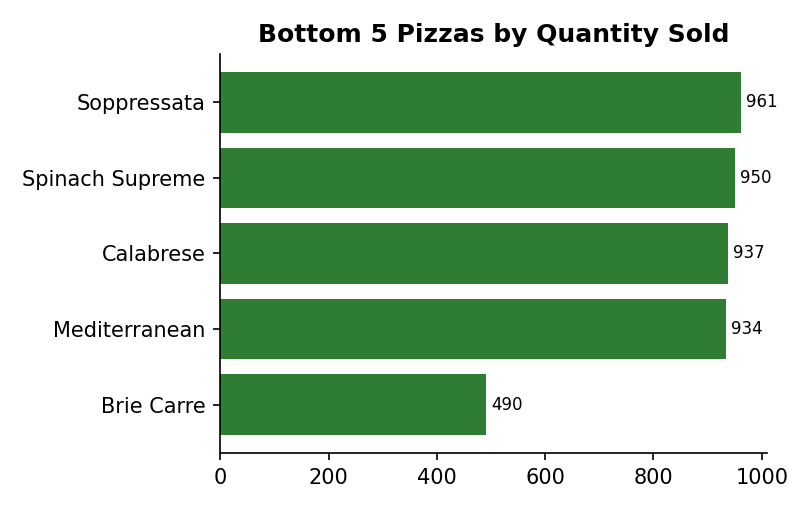 Bottom 5 Pizzas by Quantity Sold
Soppressata 961
Spinach Supreme 950
Calabrese 937
Mediterranean 934
Brie Carre 490
0 200 400 600 800 1000